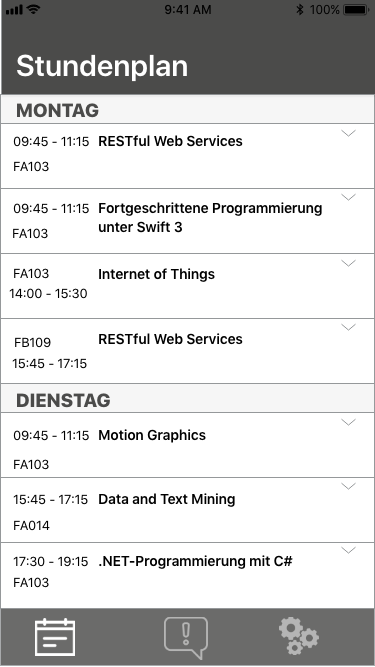 9:41 AM
100%
Stundenplan
MONTAG
09:45 - 11:15 RESTful Web Services
FA103
09:45 - 11:15 Fortgeschrittene Programmierung
unter Swift 3
FA103
FA103
Internet of Things
14:00 - 15:30
RESTful Web Services
FB109
15:45 - 17:15
DIENSTAG
09:45 - 11:15 Motion Graphics
FA103
15:45 - 17:15 Data and Text Mining
FA014
17:30 - 19:15 .NET-Programmierung mit C#
FA103